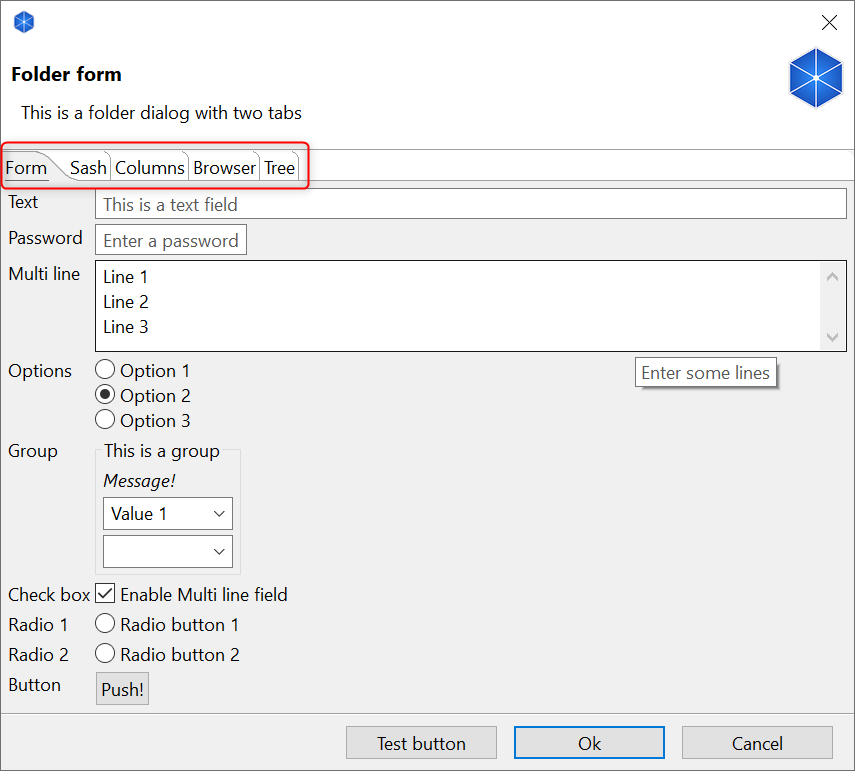 Folder form
This is a folder dialog with two tabs
Form Sash Columns Browser Tree
Text This is a text field
Password Enter a password
Multi line Line 1
Line 2
Line 3
Enter some lines
Options Option 1
Option 2
Option 3
Group This is a group
Message!
Value 1
Check box Enable Multi line field
Radio 1 Radio button 1
Radio 2 Radio button 2
Button Push!
Test button Ok Cancel